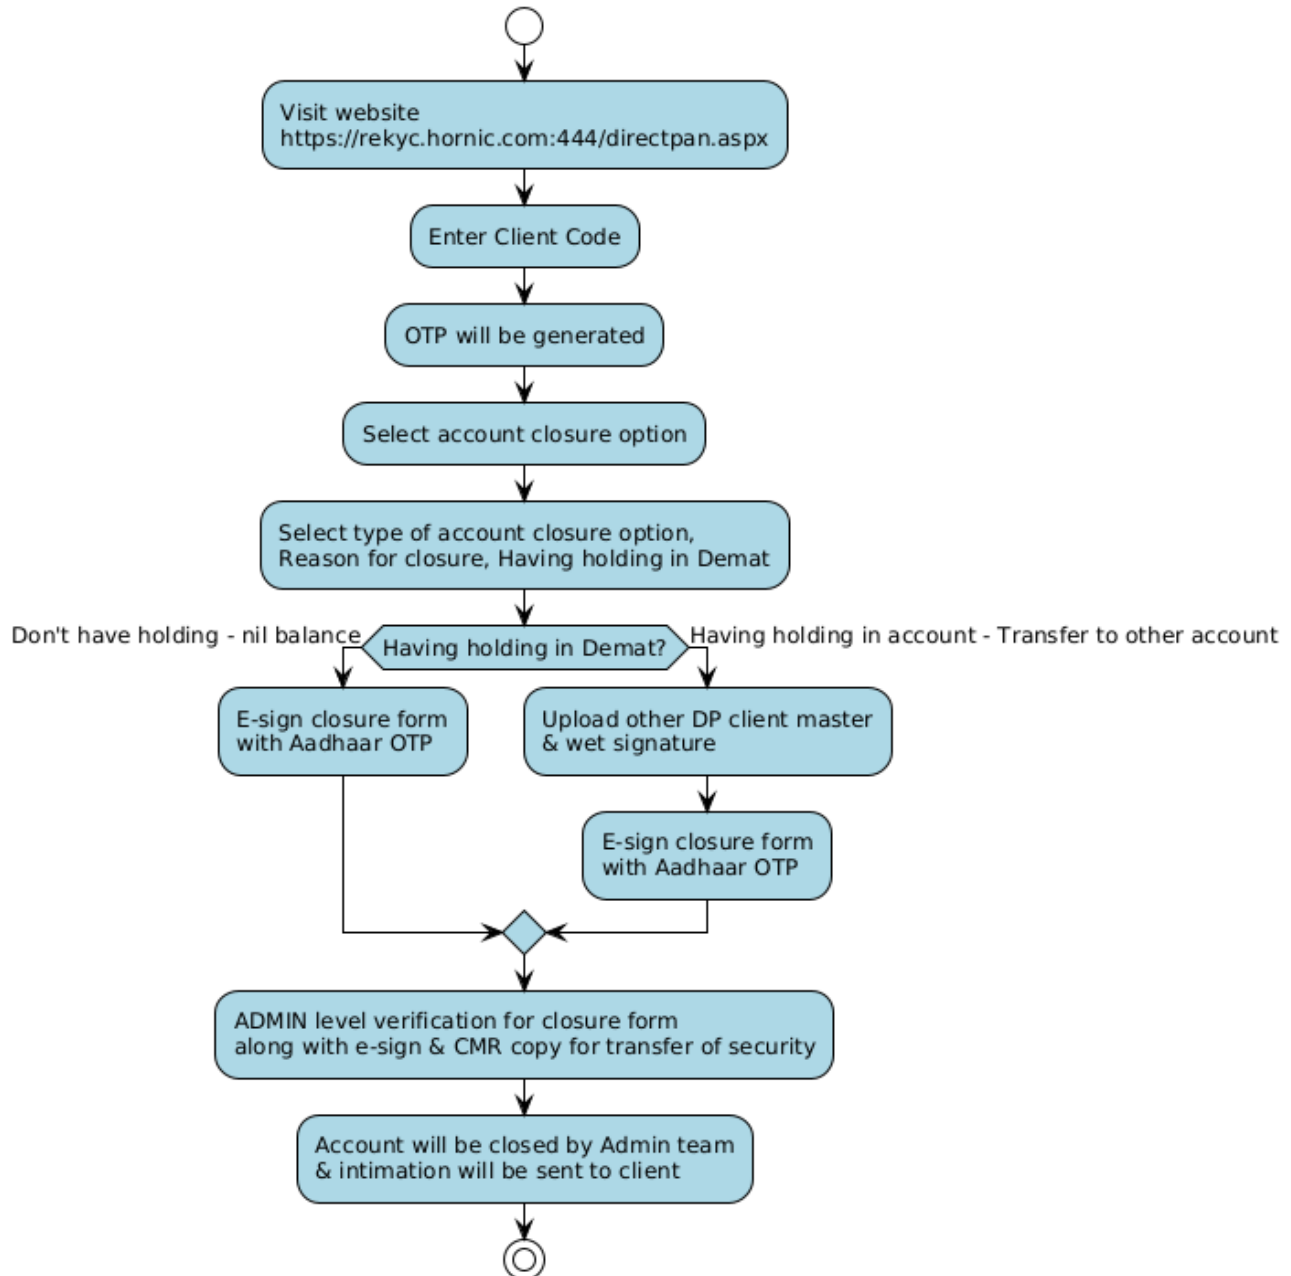 Visit website
https://rekyc.hornic.com:444/directpan.aspx
Enter Client Code
OTP will be generated
Select account closure option
Select type of account closure option,
Reason for closure, Having holding in Demat
Don't have holding - nil balance
Having holding in Demat?
Having holding in account - Transfer to other account
E-sign closure form
with Aadhaar OTP
Upload other DP client master
& wet signature
E-sign closure form
with Aadhaar OTP
ADMIN level verification for closure form
along with e-sign & CMR copy for transfer of security
Account will be closed by Admin team
& intimation will be sent to client